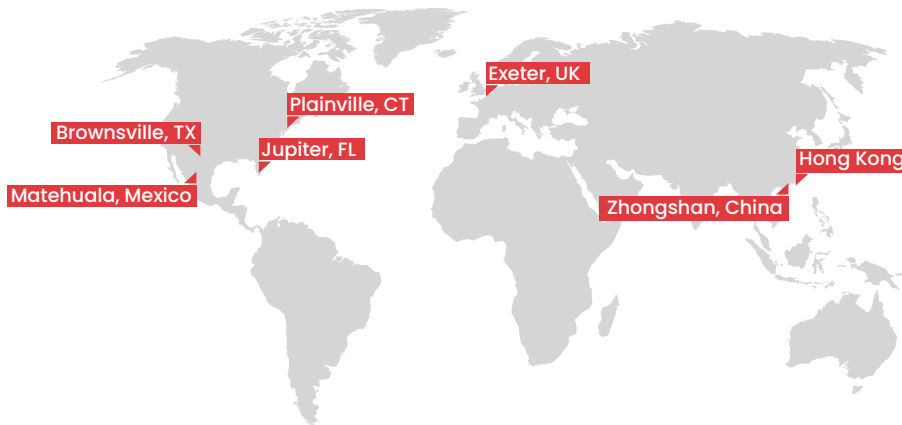 Exeter, UK
Plainville, CT
Brownsville, TX
Jupiter, FL
Hong Kong
Matehuala, Mexico
Zhongshan, China